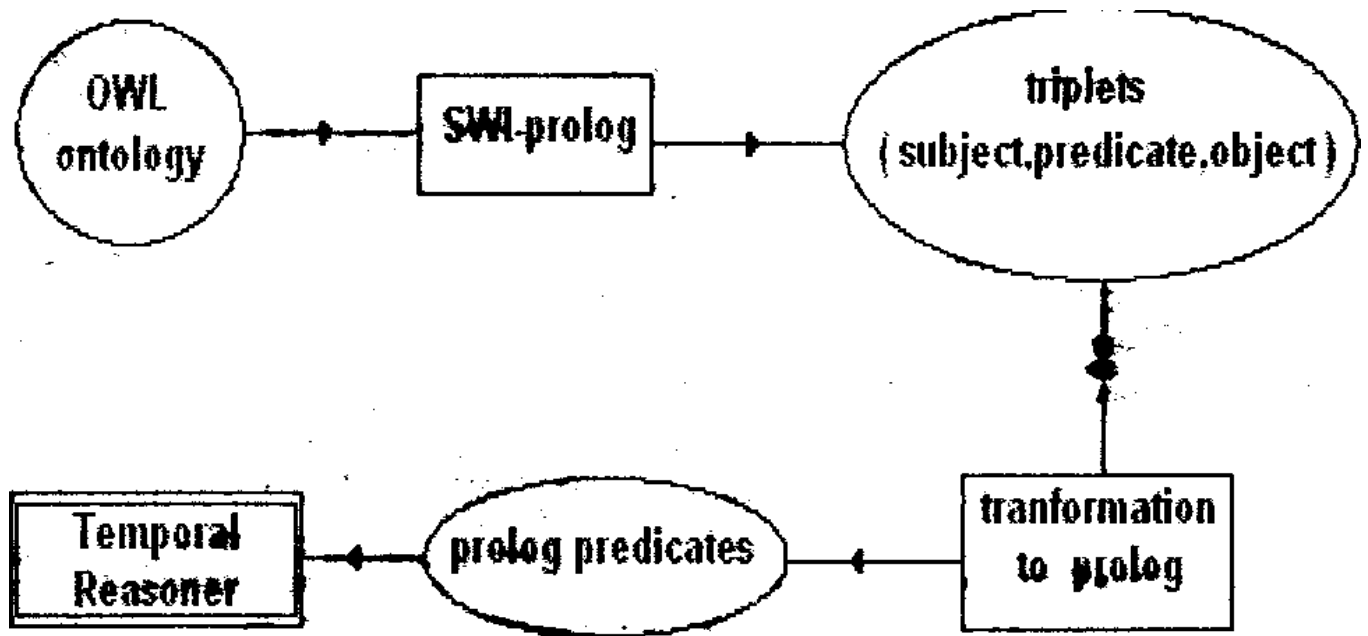 OWL
ontology
SWI-prolog
triplets
(subject,predicate,object)
tranformation
to prolog
prolog predicates
Temporal
Reasoner